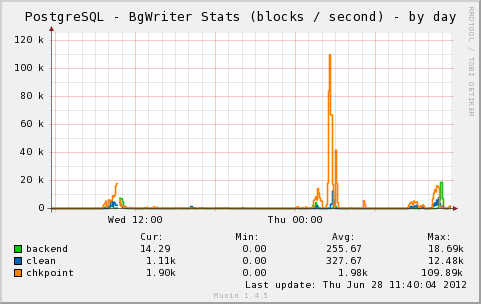 PostgreSQL - BgWriter Stats (blocks / second) - by day
RRDTOOL / TOBI OETIKER
120 k
100 k
80 k
60 k
40 k
20 k
0
Wed 12:00 Thu 00:00
Cur: Min: Avg: Max:
backend 14.29 0.00 255.67 18.69k
clean 1.11k 0.00 327.67 12.48k
chkpoint 1.90k 0.00 1.98k 109.89k
Last update: Thu Jun 28 11:40:04 2012
Munin 1.4.5